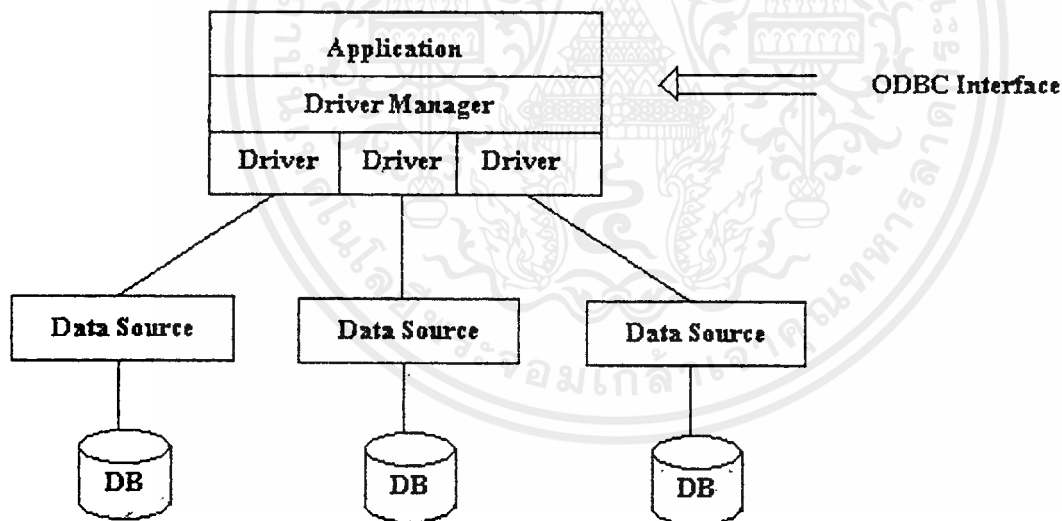 Application
ODBC Interface
Driver Manager
Driver Driver Driver
Data Source Data Source Data Source
DB DB DB